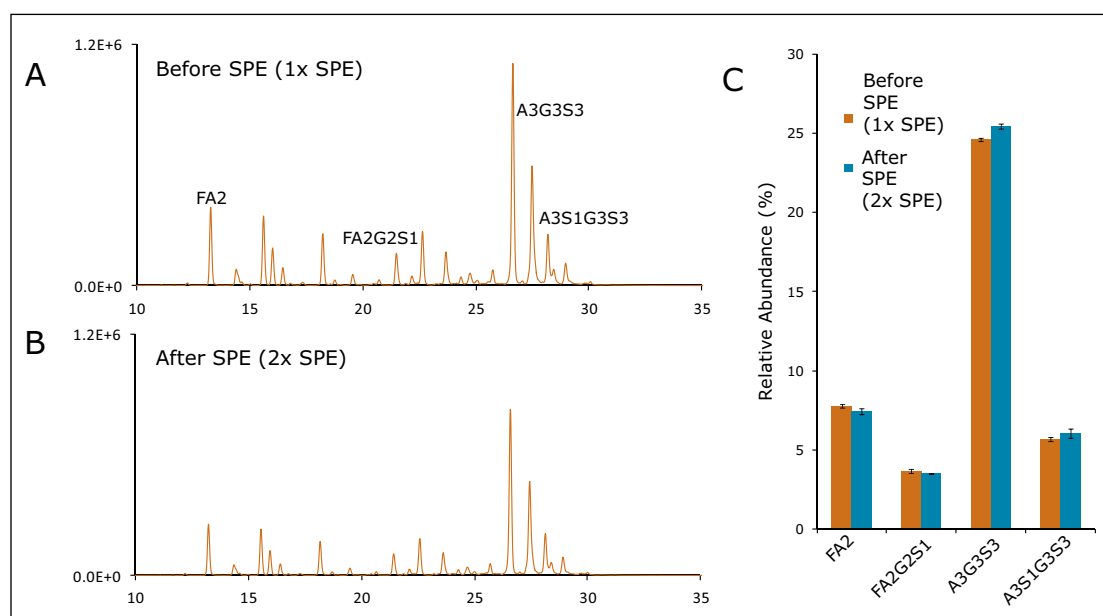 A
1.2E+6
Before SPE (1x SPE)
A3G3S3
FA2
A3S1G3S3
FA2G2S1
0.0E+0
10 15 20 25 30 35
B
1.2E+6
After SPE (2x SPE)
0.0E+0
10 15 20 25 30 35
C
Relative Abundance (%)
30
25
20
15
10
5
0
Before
SPE
(1x SPE)
After
SPE
(2x SPE)
FA2
FA2G2S1
A3G3S3
A3S1G3S3